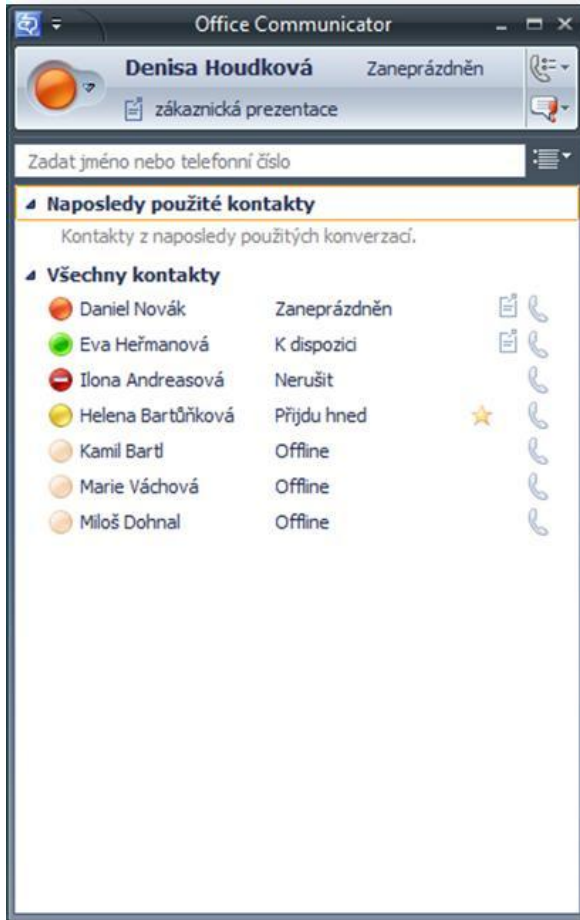 Office Communicator
Denisa Houdková Zaneprázdněn
zákaznická prezentace
Zadat jméno nebo telefonní číslo
Naposledy použité kontakty
Kontakty z naposledy použitých konverzací.
Všechny kontakty
Daniel Novák Zaneprázdněn
Eva Heřmanová K dispozici
Ilona Andreasová Nerušit
Helena Bartůňková Přijdu hned
Kamil Bartl Offline
Marie Váchová Offline
Miloš Dohnal Offline